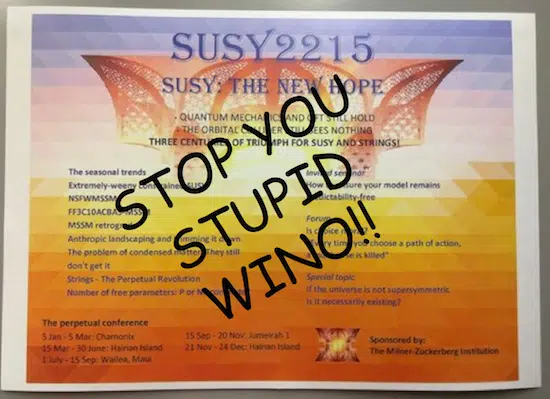 SUSY2215
SUSY: THE NEW HOPE
- QUANTUM MECHANICS AND QFT STILL HOLD
- THE ORBITAL COLLIDER STILL SEES NOTHING
THREE CENTURIES OF TRIUMPH FOR SUSY AND STRINGS!
STOP YOU
STUPID
WINO!!
The seasonal trends
Extremely-weeny constrained SUSY
NSFWMSSM
FF3C10ACBA
MSSM
MSSM
Anthropic landscaping and it down
The problem of condensed matter: They still
don't get it
Strings - The Perpetual Revolution
Number of free parameters: P or
Invited seminar
How ensure your model remains
predictability-free
Forum
Is choice
"Every time you choose a path of action,
is killed"
Special topic
If the universe is not supersymmetric
is it necessarily existing?
The perpetual conference
5 Jan - 5 Mar: Chamonix
15 Mar - 30 June: Hainan Island
1 July - 15 Sep: Wailea, Maui
15 Sep - 20 Nov: Jumeirah 1
21 Nov - 24 Dec: Hainan Island
Sponsored by:
The Milner-Zuckerberg Institution